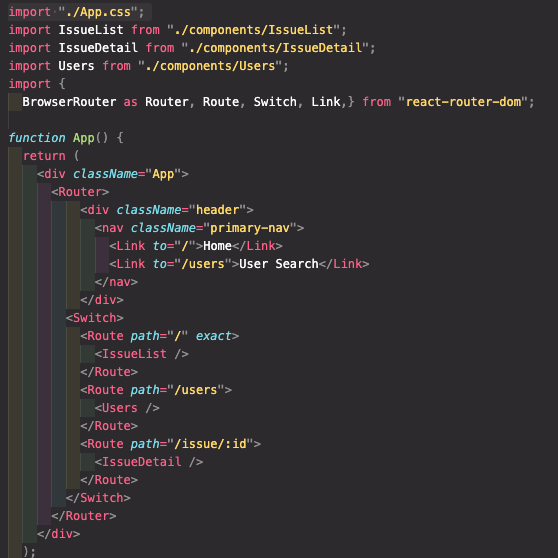 import "./App.css";
import IssueList from "./components/IssueList";
import IssueDetail from "./components/IssueDetail";
import Users from "./components/Users";
import {
  BrowserRouter as Router, Route, Switch, Link,} from "react-router-dom";

function App() {
  return (
    <div className="App">
      <Router>
          <div className="header">
            <nav className="primary-nav">
              <Link to="/">Home</Link>
              <Link to="/users">User Search</Link>
            </nav>
          </div>
        <Switch>
          <Route path="/" exact>
            <IssueList />
          </Route>
          <Route path="/users">
            <Users />
          </Route>
          <Route path="/issue/:id">
            <IssueDetail />
          </Route>
        </Switch>
      </Router>
    </div>
  );